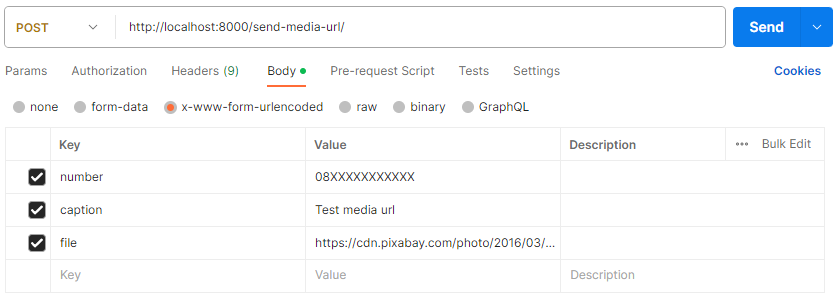 POST http://localhost:8000/send-media-url/ Send
Params Authorization Headers (9) Body Pre-request Script Tests Settings Cookies
none form-data x-www-form-urlencoded raw binary GraphQL
Key Value Description ••• Bulk Edit
number 08XXXXXXXXXXX
caption Test media url
file https://cdn.pixabay.com/photo/2016/03/...
Key Value Description